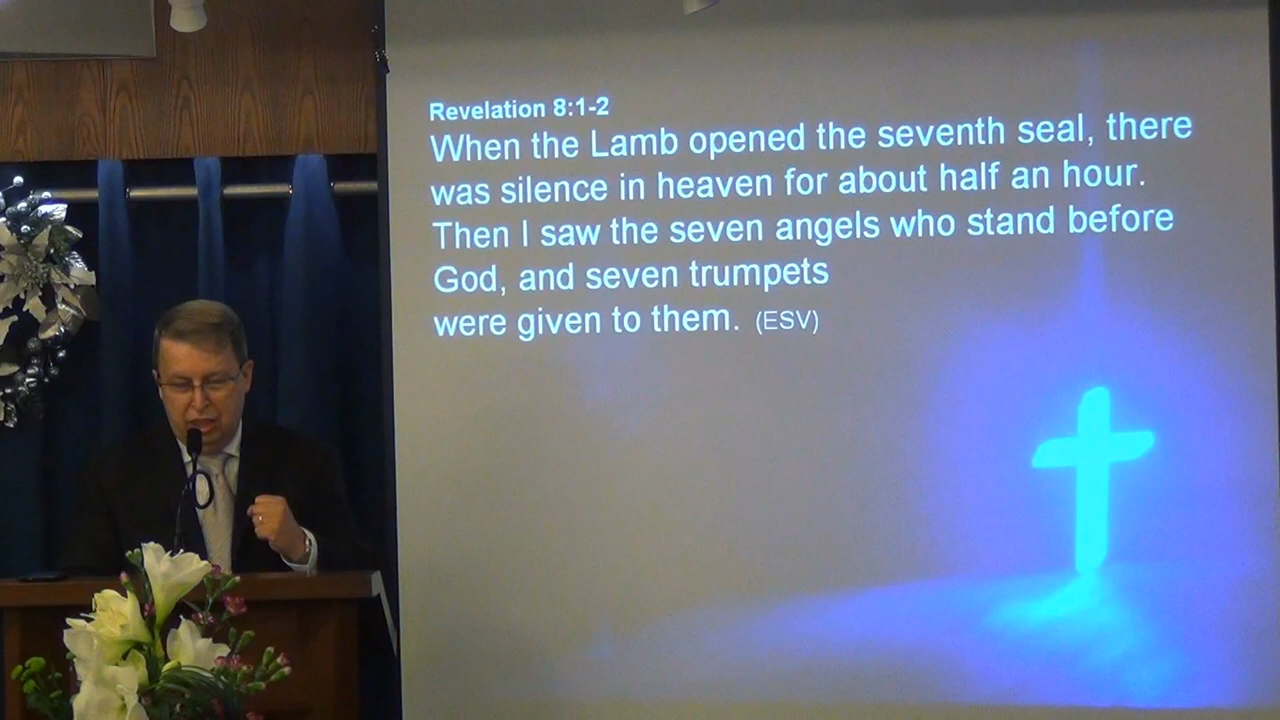 Revelation 8:1-2
When the Lamb opened the seventh seal, there
was silence in heaven for about half an hour.
Then I saw the seven angels who stand before
God, and seven trumpets
were given to them. (ESV)